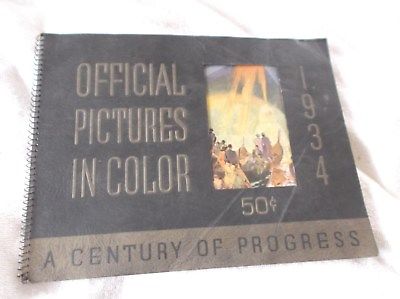 OFFICIAL
PICTURES
IN COLOR
1934
50¢
A CENTURY OF PROGRESS